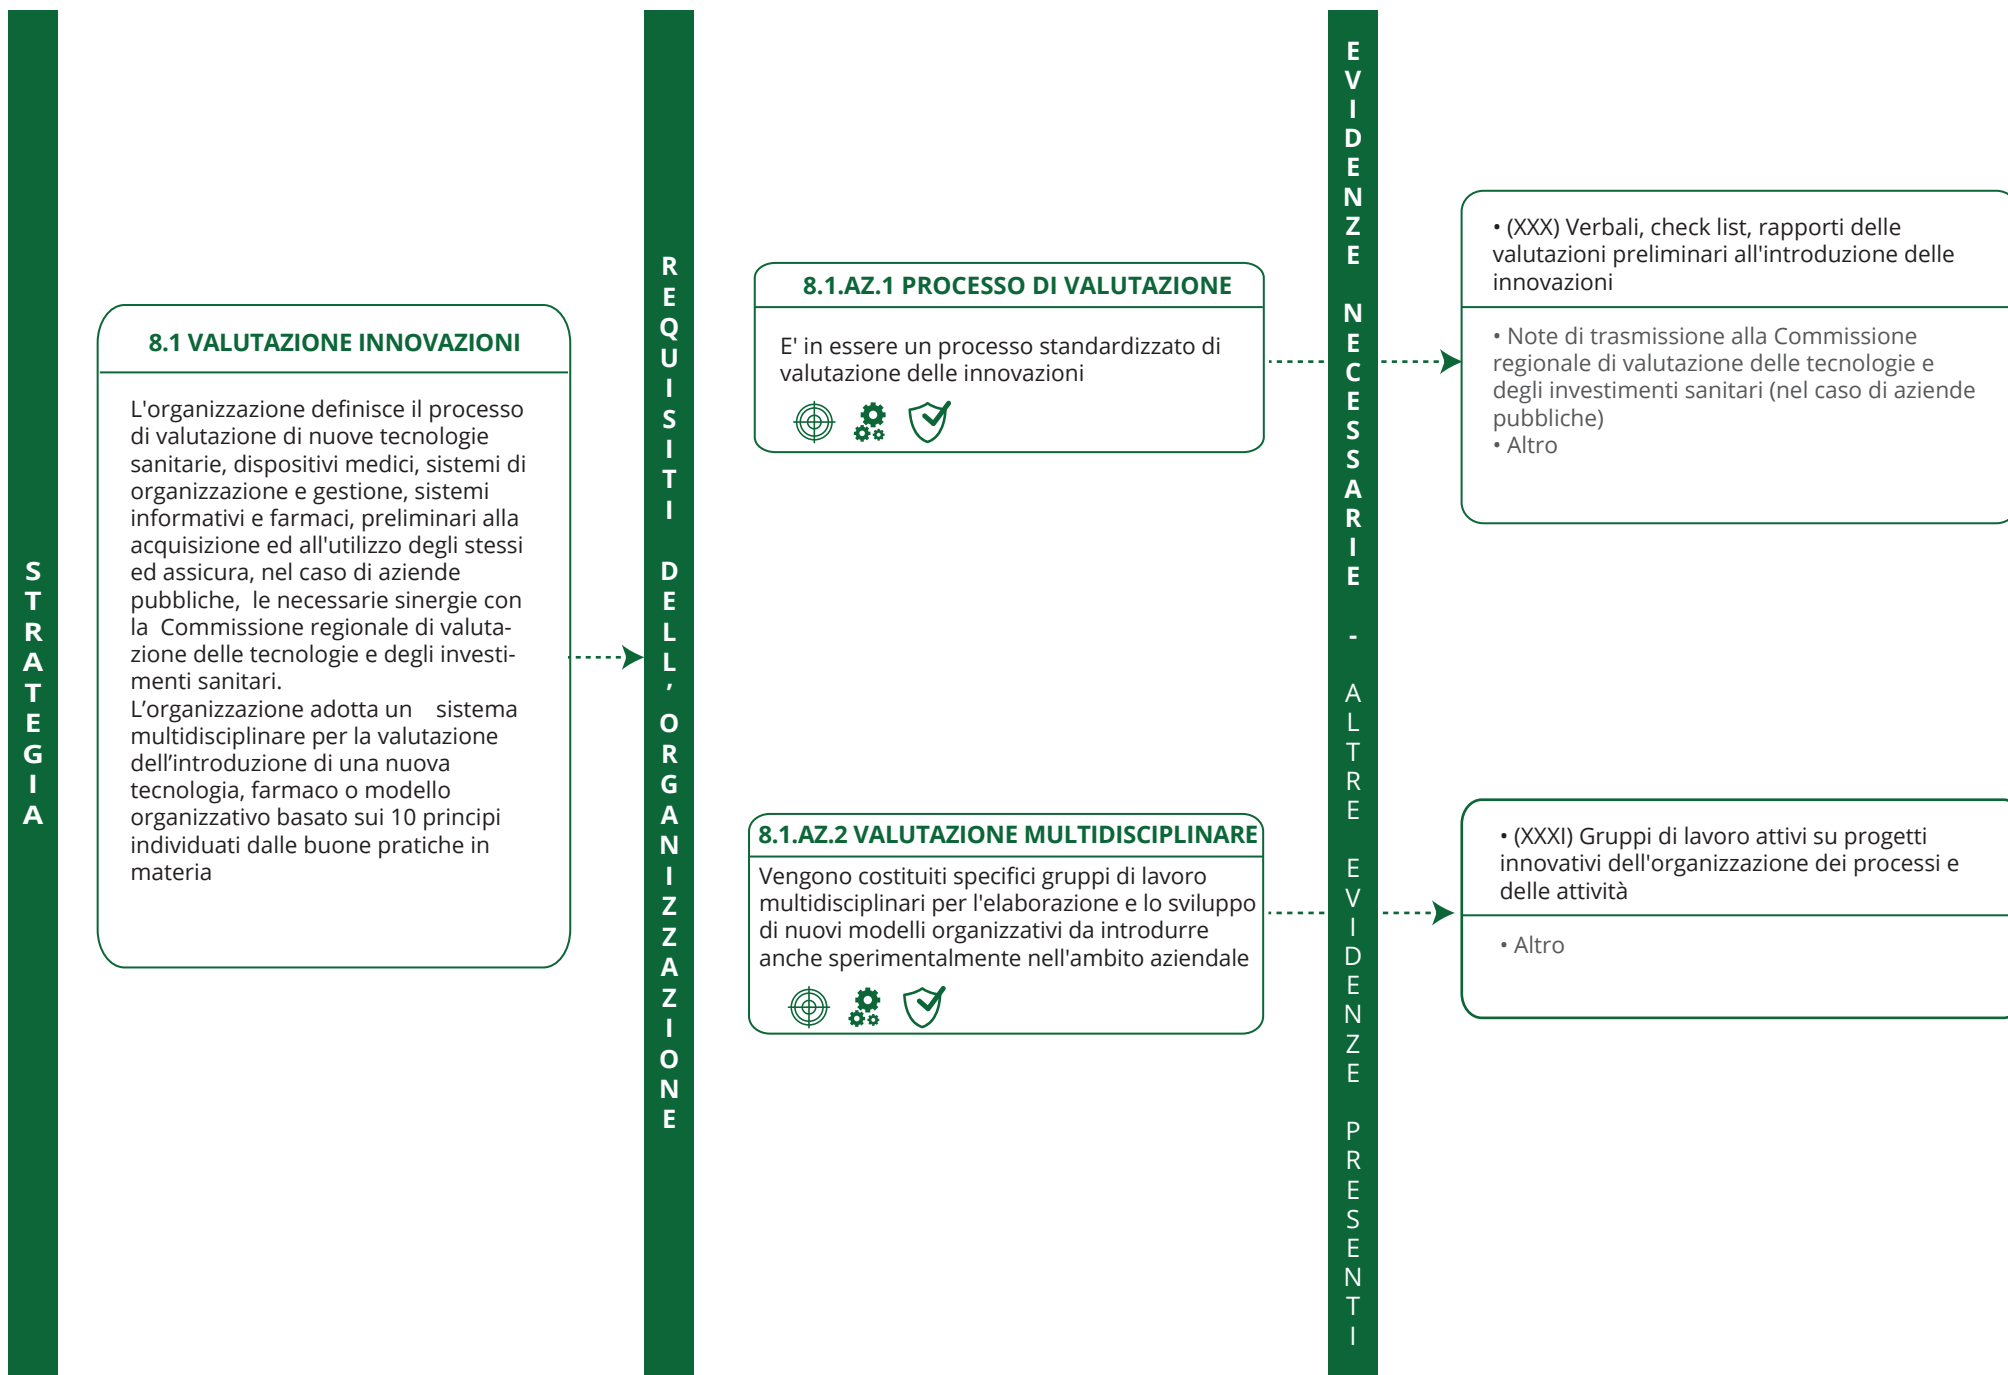 STRATEGIA
8.1 VALUTAZIONE INNOVAZIONI
L'organizzazione definisce il processo
di valutazione di nuove tecnologie
sanitarie, dispositivi medici, sistemi di
organizzazione e gestione, sistemi
informativi e farmaci, preliminari alla
acquisizione ed all'utilizzo degli stessi
ed assicura, nel caso di aziende
pubbliche,  le necessarie sinergie con
la  Commissione regionale di valuta-
zione delle tecnologie e degli investi-
menti sanitari.
L’organizzazione adotta un    sistema
multidisciplinare per la valutazione
dell’introduzione di una nuova
tecnologia, farmaco o modello
organizzativo basato sui 10 principi
individuati dalle buone pratiche in
materia
REQUISITI DELL’ORGANIZZAZIONE
8.1.AZ.1 PROCESSO DI VALUTAZIONE
E' in essere un processo standardizzato di
valutazione delle innovazioni
8.1.AZ.2 VALUTAZIONE MULTIDISCIPLINARE
Vengono costituiti specifici gruppi di lavoro
multidisciplinari per l'elaborazione e lo sviluppo
di nuovi modelli organizzativi da introdurre
anche sperimentalmente nell'ambito aziendale
EVIDENZE NECESSARIE - ALTRE EVIDENZE PRESENTI
• (XXX) Verbali, check list, rapporti delle
valutazioni preliminari all'introduzione delle
innovazioni
• Note di trasmissione alla Commissione
regionale di valutazione delle tecnologie e
degli investimenti sanitari (nel caso di aziende
pubbliche)
• Altro
• (XXXI) Gruppi di lavoro attivi su progetti
innovativi dell'organizzazione dei processi e
delle attività
• Altro